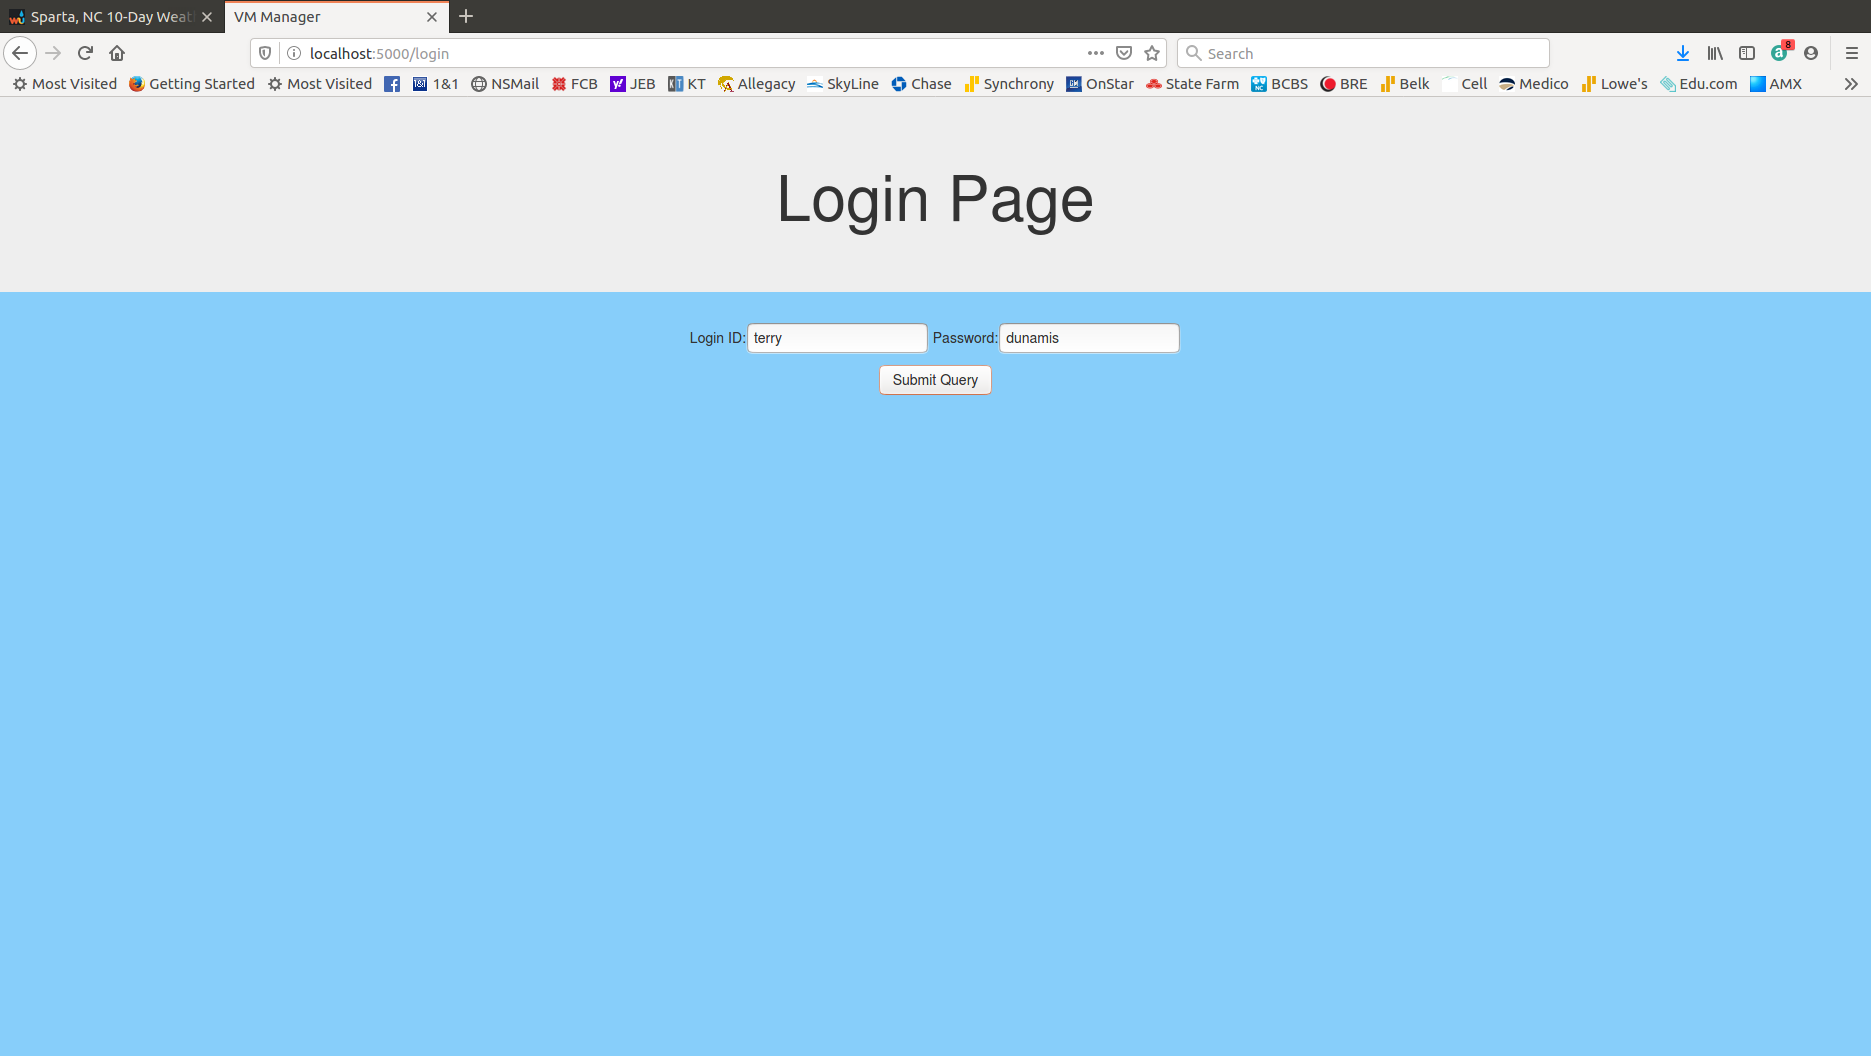 Sparta, NC 10-Day Weat
VM Manager
localhost:5000/login
Search
8
Most Visited Getting Started Most Visited 1&1 NSMail FCB JEB KT Allegacy SkyLine Chase Synchrony OnStar State Farm BCBS BRE Belk Cell Medico Lowe's Edu.com AMX
Login Page
Login ID: terry Password: dunamis
Submit Query